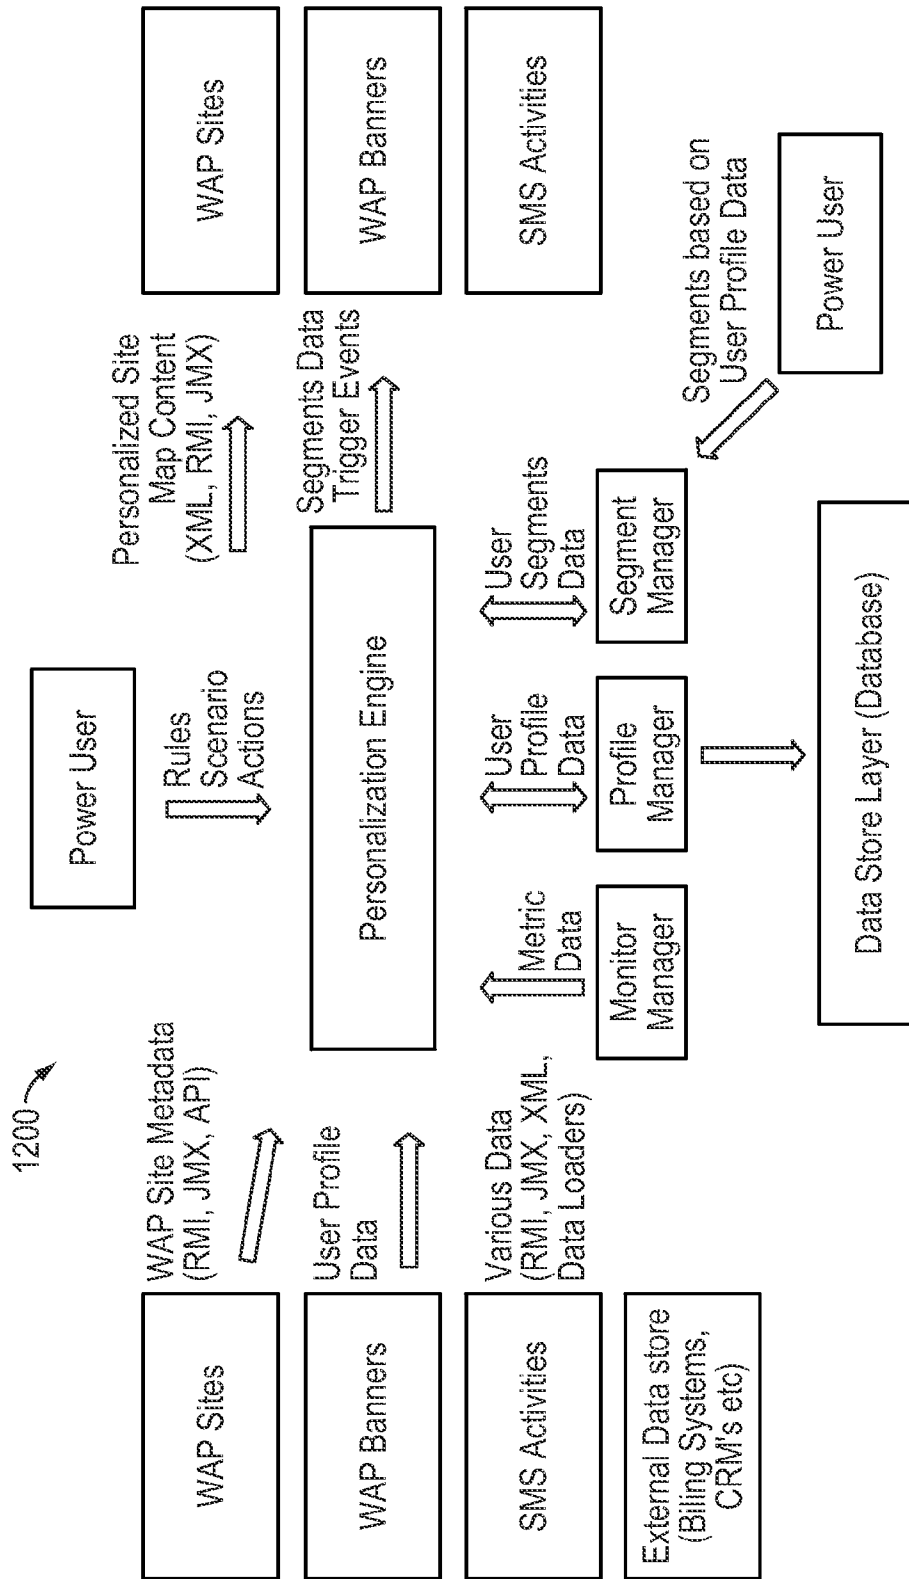 1200
Power User
Rules
Scenario
Actions
WAP Sites
WAP Banners
SMS Activities
External Data store
(Biling Systems,
CRM's etc)
WAP Site Metadata
(RMI, JMX, API)
User Profile
Data
Various Data
(RMI, JMX, XML,
Data Loaders)
Personalization Engine
Personalized Site
Map Content
(XML, RMI, JMX)
Segments Data
Trigger Events
WAP Sites
WAP Banners
SMS Activities
Metric
Data
User
Profile
Data
User
Segments
Data
Monitor
Manager
Profile
Manager
Segment
Manager
Segments based on
User Profile Data
Power User
Data Store Layer (Database)